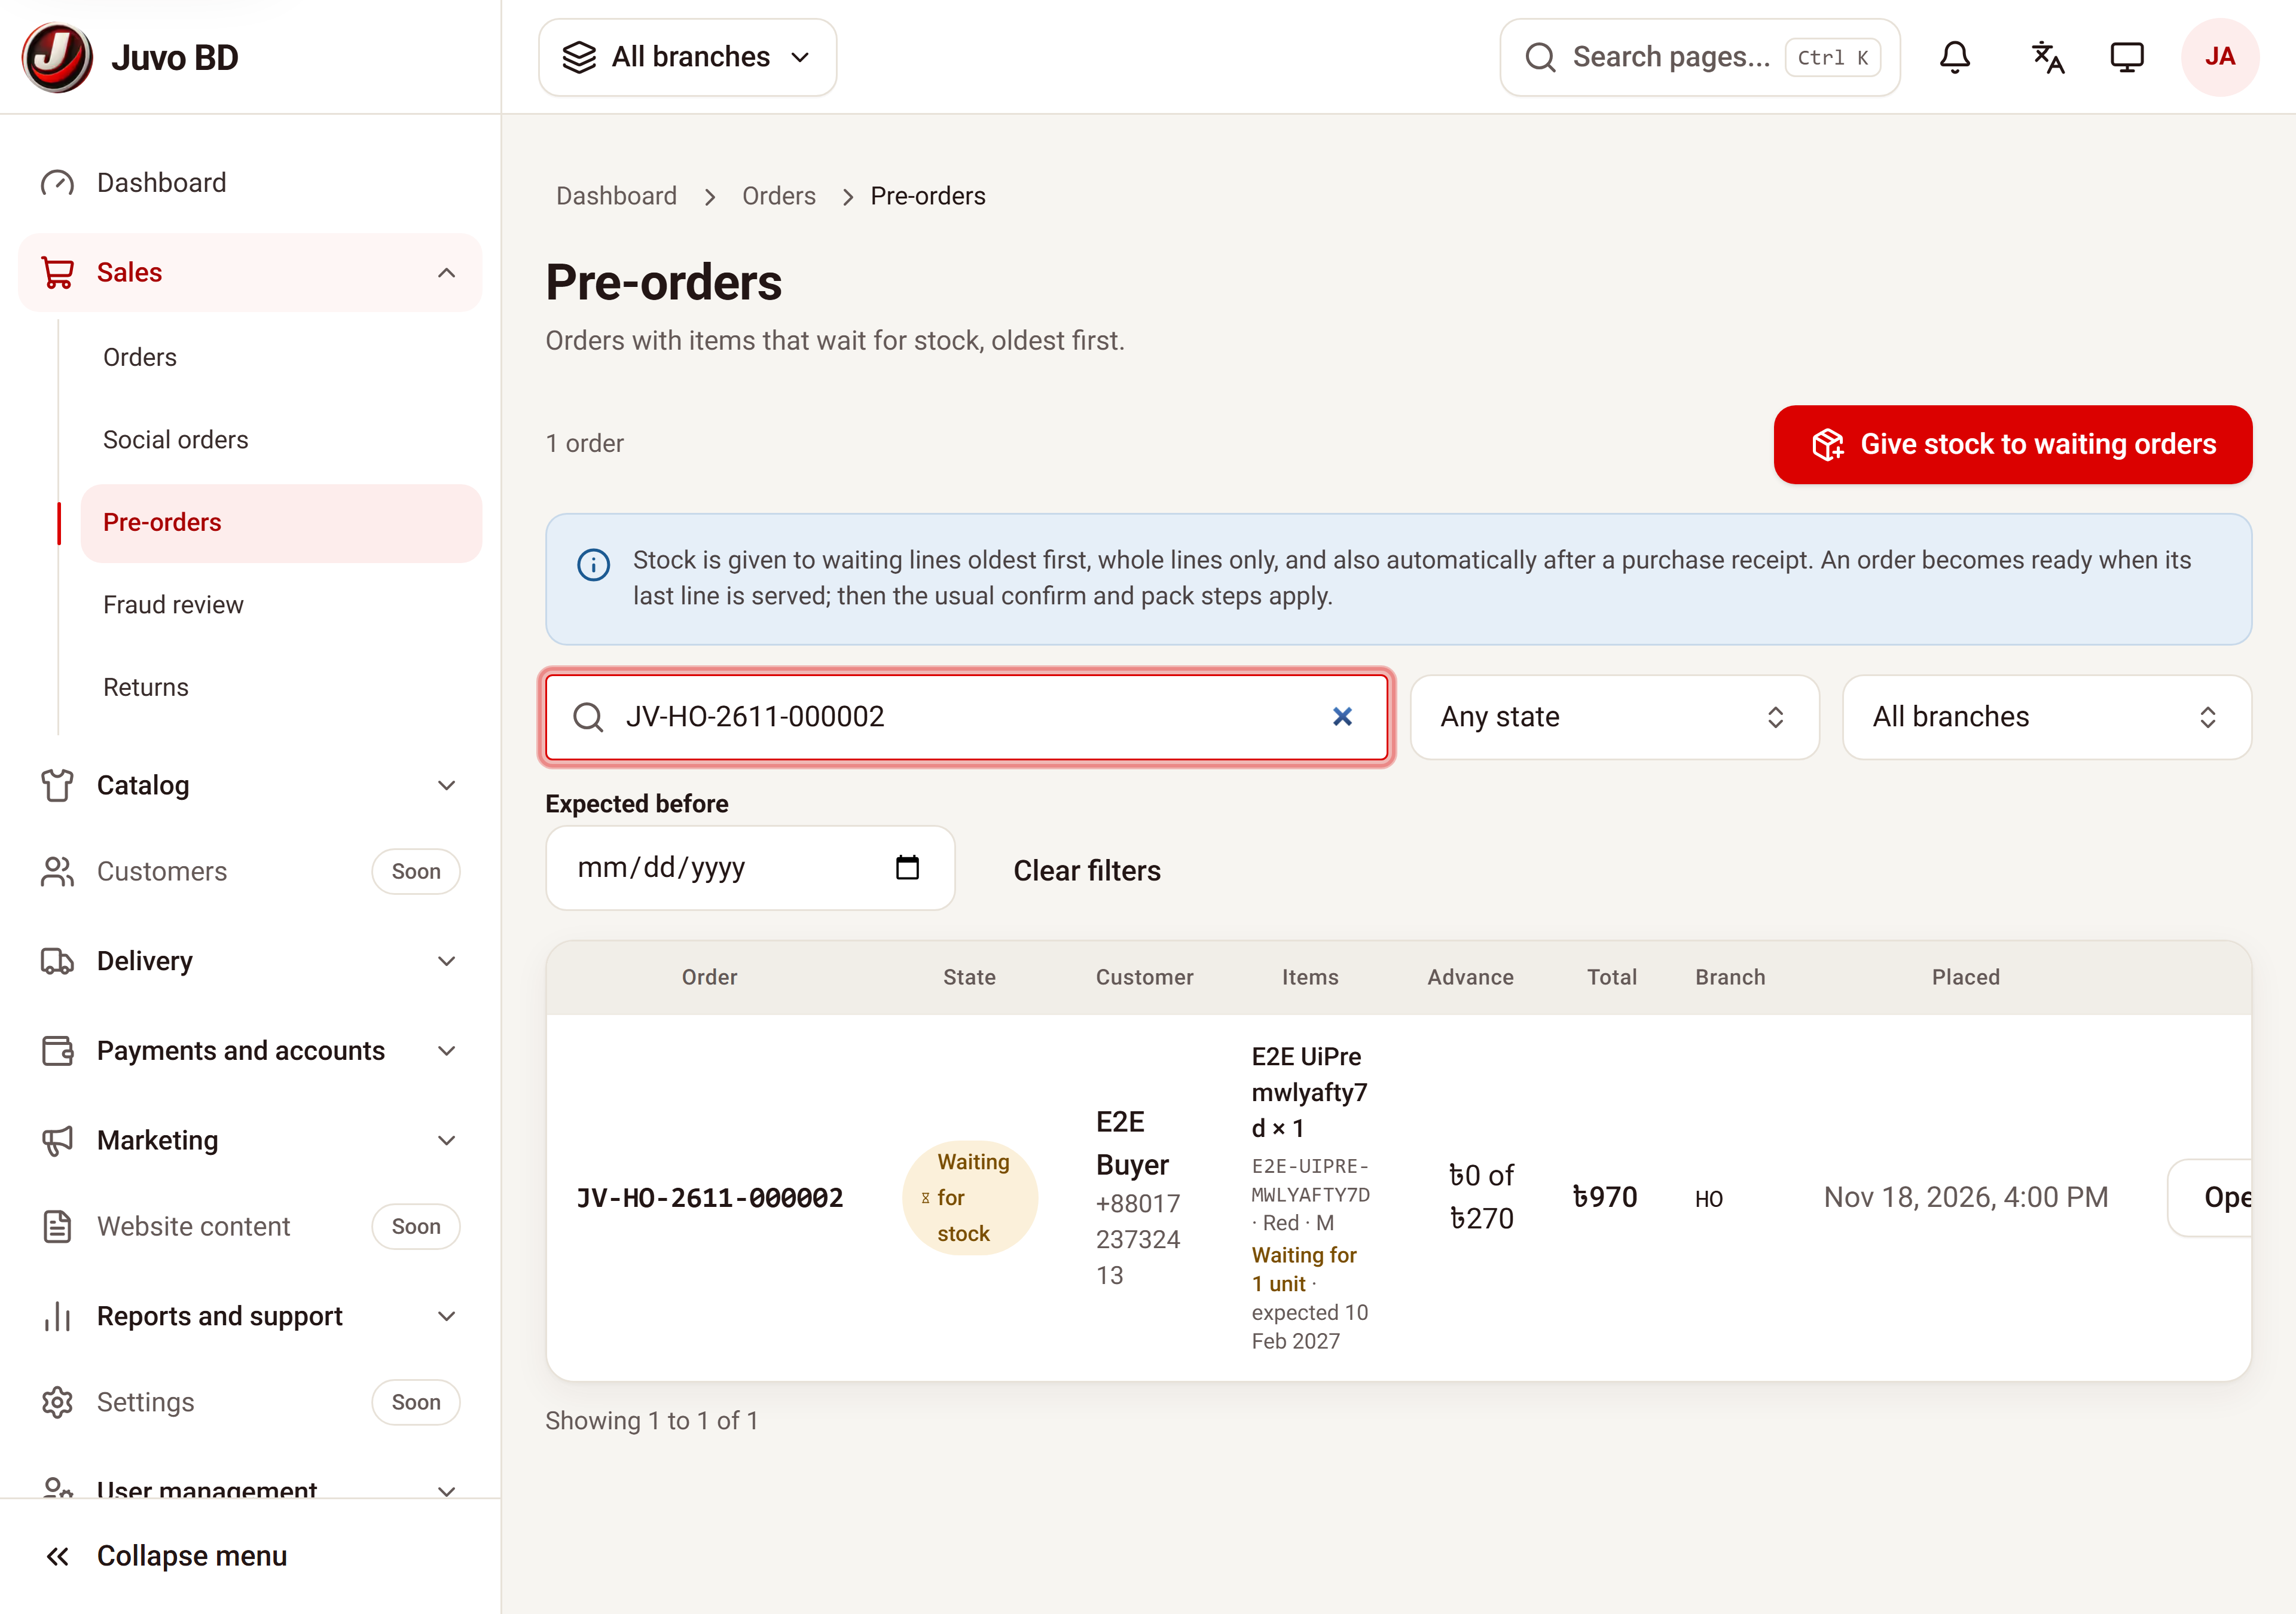 Juvo BD
All branches
Search pages...
Ctrl K
JA
Dashboard
Sales
Orders
Social orders
Pre-orders
Fraud review
Returns
Catalog
Customers
Soon
Delivery
Payments and accounts
Marketing
Website content
Soon
Reports and support
Settings
Soon
User management
Collapse menu
Dashboard > Orders > Pre-orders
Pre-orders
Orders with items that wait for stock, oldest first.
1 order
Give stock to waiting orders
Stock is given to waiting lines oldest first, whole lines only, and also automatically after a purchase receipt. An order becomes ready when its
last line is served; then the usual confirm and pack steps apply.
JV-HO-2611-000002
Any state
All branches
Expected before
mm/dd/yyyy
Clear filters
Order State Customer Items Advance Total Branch Placed
JV-HO-2611-000002
Waiting
for
stock
E2E
Buyer
+88017
237324
13
E2E UiPre
mwlyafty7
d × 1
E2E-UIPRE-
MWLYAFTY7D
· Red · M
Waiting for
1 unit ·
expected 10
Feb 2027
৳0 of
৳270
৳970
HO
Nov 18, 2026, 4:00 PM
Ope
Showing 1 to 1 of 1